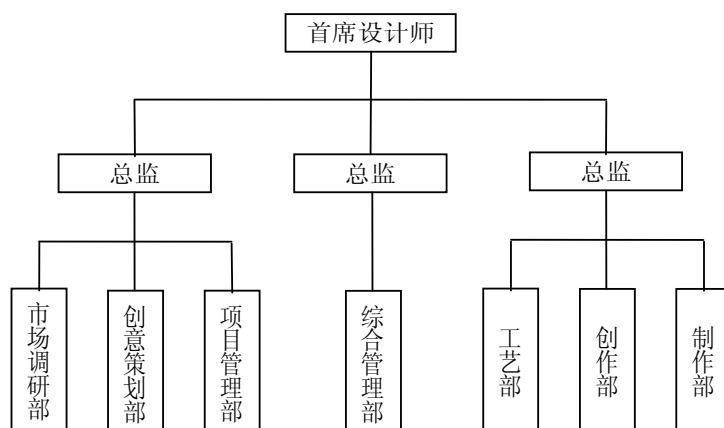 首席设计师
总监
总监
总监
市场调研部
创意策划部
项目管理部
综合管理部
工艺部
创作部
制作部